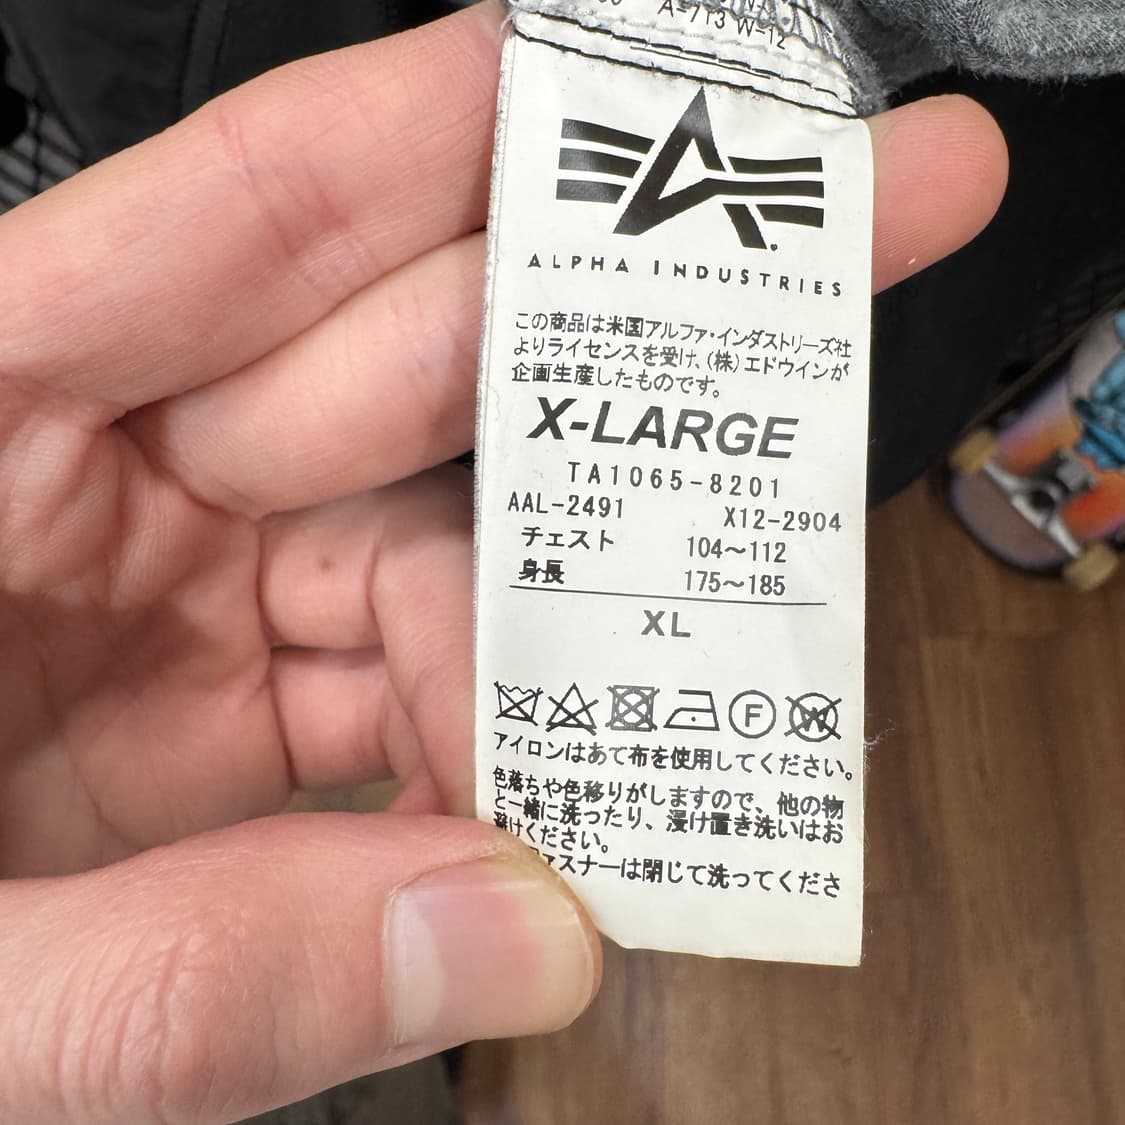 A-713 W-12
ALPHA INDUSTRIES
この商品は米国アルファ・インダストリーズ社
よりライセンスを受け、(株)エドウインが
企画生産したものです。
X-LARGE
TA1065-8201
AAL-2491 X12-2904
チェスト 104～112
身長 175～185
XL
F W
アイロンはあて布を使用してください。
色落ちや色移りがしますので、他の物
と一緒に洗ったり、浸け置き洗いはお
避けください。
ァスナーは閉じて洗ってくださ